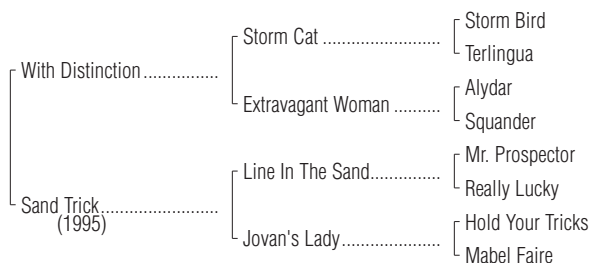 Storm Bird
Storm Cat ........................
Terlingua
With Distinction ...............
Alydar
Extravagant Woman ..........
Squander
Mr. Prospector
Line In The Sand...............
Really Lucky
Sand Trick........................
(1995)
Hold Your Tricks
Jovan's Lady.....................
Mabel Faire